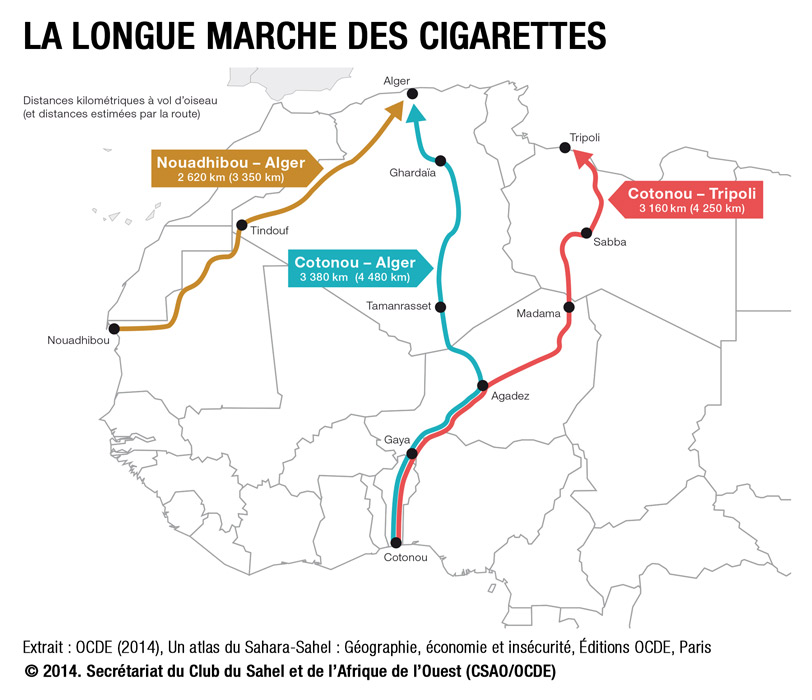 LA LONGUE MARCHE DES CIGARETTES
Distances kilométriques à vol d'oiseau
(et distances estimées par la route)
Alger
Tripoli
Nouadhibou – Alger
2 620 km (3 350 km)
Ghardaïa
Cotonou – Tripoli
3 160 km (4 250 km)
Tindouf
Sabba
Cotonou – Alger
3 380 km (4 480 km)
Tamanrasset
Madama
Nouadhibou
Agadez
Gaya
Cotonou
Extrait : OCDE (2014), Un atlas du Sahara-Sahel : Géographie, économie et insécurité, Éditions OCDE, Paris
© 2014. Secrétariat du Club du Sahel et de l'Afrique de l'Ouest (CSAO/OCDE)